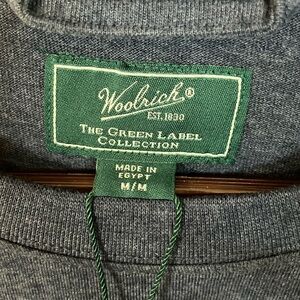 Woolrich®
EST. 1830
THE GREEN LABEL
COLLECTION
MADE IN
EGYPT
M/M